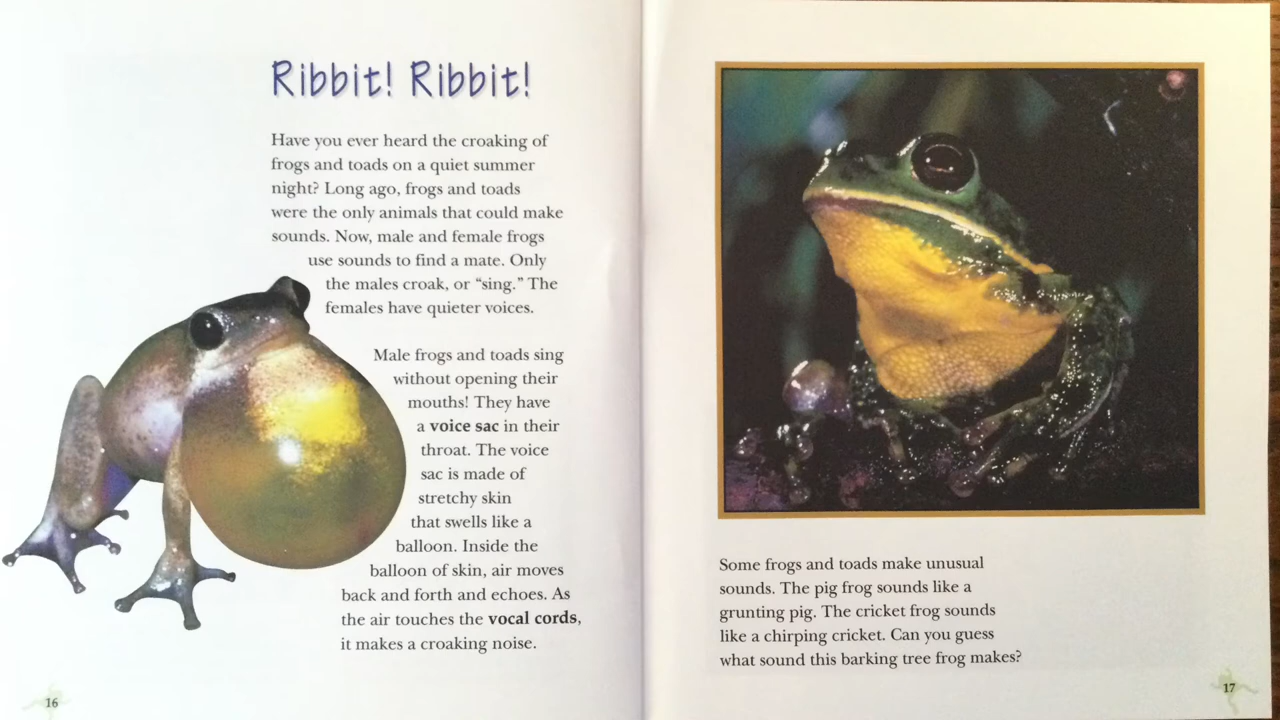 Ribbit! Ribbit!
Have you ever heard the croaking of
frogs and toads on a quiet summer
night? Long ago, frogs and toads
were the only animals that could make
sounds. Now, male and female frogs
use sounds to find a mate. Only
the males croak, or “sing.” The
females have quieter voices.
Male frogs and toads sing
without opening their
mouths! They have
a voice sac in their
throat. The voice
sac is made of
stretchy skin
that swells like a
balloon. Inside the
balloon of skin, air moves
back and forth and echoes. As
the air touches the vocal cords,
it makes a croaking noise.
16
Some frogs and toads make unusual
sounds. The pig frog sounds like a
grunting pig. The cricket frog sounds
like a chirping cricket. Can you guess
what sound this barking tree frog makes?
17